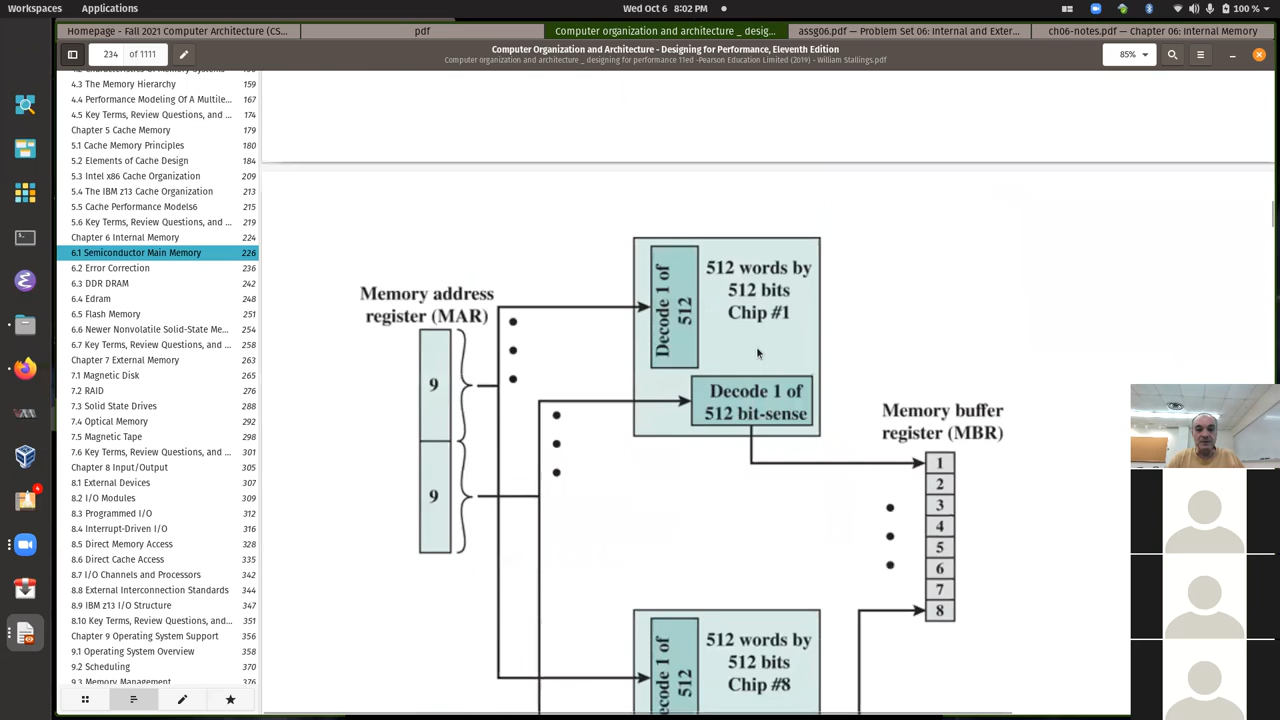 Workspaces
Applications
Wed Oct 6 8:02 PM
100 %
Homepage - Fall 2021 Computer Architecture (CS...
pdf
Computer organization and architecture _ desig...
assg06.pdf — Problem Set 06: Internal and Exter...
ch06-notes.pdf — Chapter 06: Internal Memory
234 of 1111
Computer Organization and Architecture - Designing for Performance, Eleventh Edition
Computer organization and architecture _ designing for performance 11ed -Pearson Education Limited (2019) - William Stallings.pdf
85%
4.3 The Memory Hierarchy 159
4.4 Performance Modeling Of A Multile... 167
4.5 Key Terms, Review Questions, and ... 174
Chapter 5 Cache Memory 179
5.1 Cache Memory Principles 180
5.2 Elements of Cache Design 184
5.3 Intel x86 Cache Organization 209
5.4 The IBM z13 Cache Organization 213
5.5 Cache Performance Models6 215
5.6 Key Terms, Review Questions, and ... 219
Chapter 6 Internal Memory 224
6.1 Semiconductor Main Memory 226
6.2 Error Correction 236
6.3 DDR DRAM 242
6.4 Edram 248
6.5 Flash Memory 251
6.6 Newer Nonvolatile Solid-State Me... 254
6.7 Key Terms, Review Questions, and ... 258
Chapter 7 External Memory 263
7.1 Magnetic Disk 265
7.2 RAID 276
7.3 Solid State Drives 288
7.4 Optical Memory 292
7.5 Magnetic Tape 298
7.6 Key Terms, Review Questions, and ... 301
Chapter 8 Input/Output 305
8.1 External Devices 307
8.2 I/O Modules 309
8.3 Programmed I/O 312
8.4 Interrupt-Driven I/O 316
8.5 Direct Memory Access 328
8.6 Direct Cache Access 335
8.7 I/O Channels and Processors 342
8.8 External Interconnection Standards 344
8.9 IBM z13 I/O Structure 347
8.10 Key Terms, Review Questions, and... 351
Chapter 9 Operating System Support 356
9.1 Operating System Overview 358
9.2 Scheduling 370
9.3 Memory Management 376
4
Memory address
register (MAR)
9
9
Decode 1 of
512
512 words by
512 bits
Chip #1
Decode 1 of
512 bit-sense
Memory buffer
register (MBR)
1
2
3
4
5
6
7
8
512
512 words by
512 bits
Chip #8